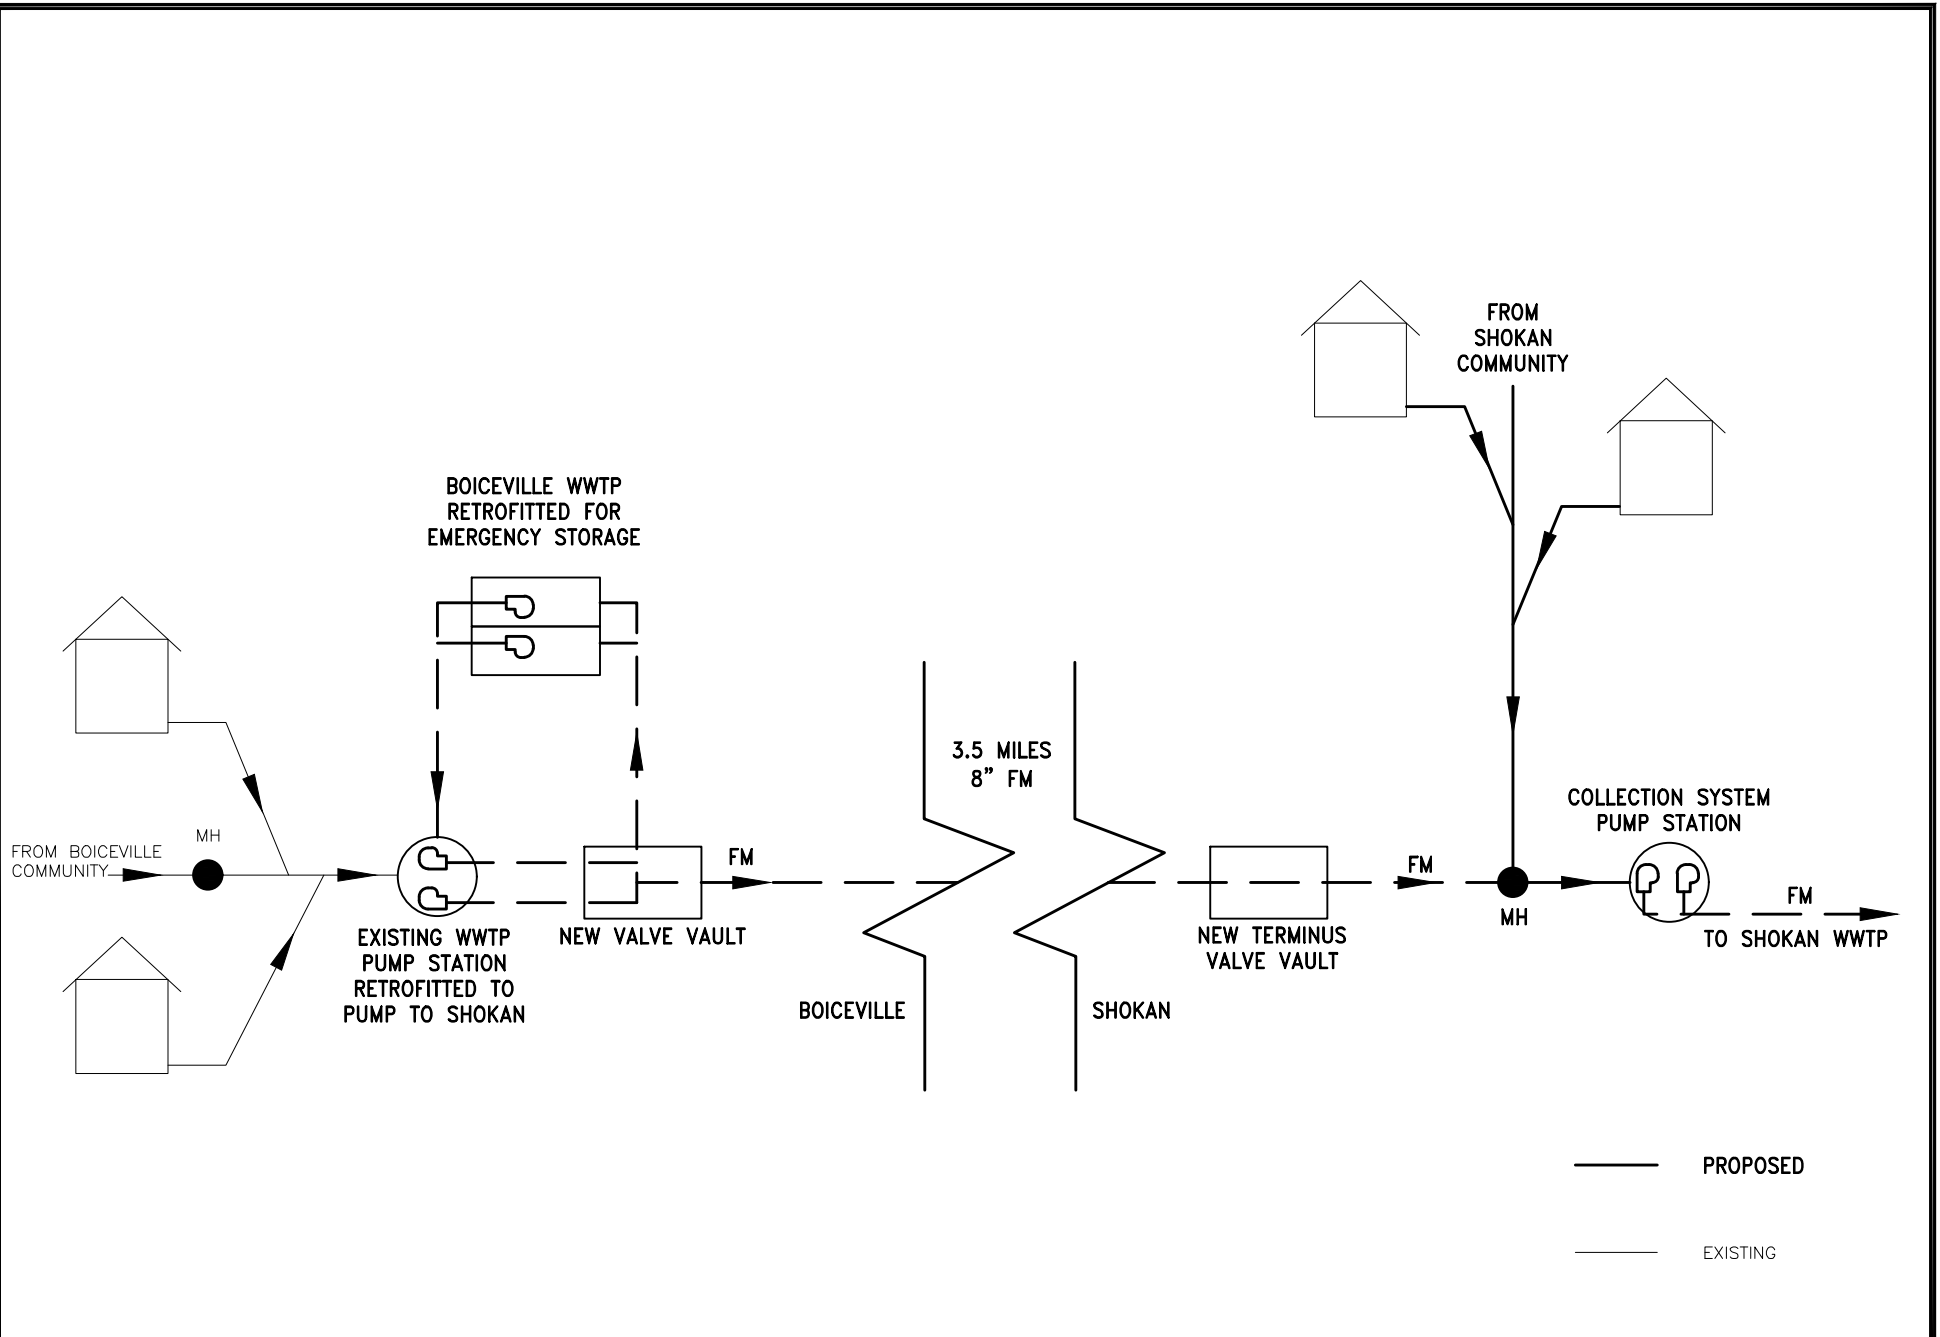 FROM
SHOKAN
COMMUNITY
BOICEVILLE WWTP
RETROFITTED FOR
EMERGENCY STORAGE
3.5 MILES
8” FM
COLLECTION SYSTEM
PUMP STATION
MH
FROM BOICEVILLE
COMMUNITY
FM
FM
FM
MH
EXISTING WWTP
PUMP STATION
RETROFITTED TO
PUMP TO SHOKAN
NEW VALVE VAULT
NEW TERMINUS
VALVE VAULT
TO SHOKAN WWTP
BOICEVILLE
SHOKAN
PROPOSED
EXISTING